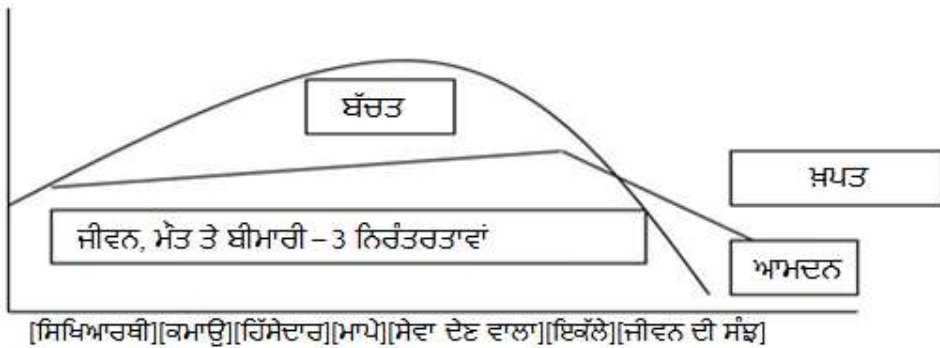 ਬੱਚਤ
ਖ਼ਪਤ
ਜੀਵਨ, ਮੌਤ ਤੇ ਬੀਮਾਰੀ – 3 ਨਿਰੰਤਰਤਾਵਾਂ
ਆਮਦਨ
[ਸਿਖਿਆਰਥੀ][ਕਮਾਉ][ਹਿੱਸੇਦਾਰ][ਮਾਪੇ][ਸੇਵਾ ਦੇਣ ਵਾਲਾ][ਇਕੱਲੇ][ਜੀਵਨ ਦੀ ਸੰਝ]